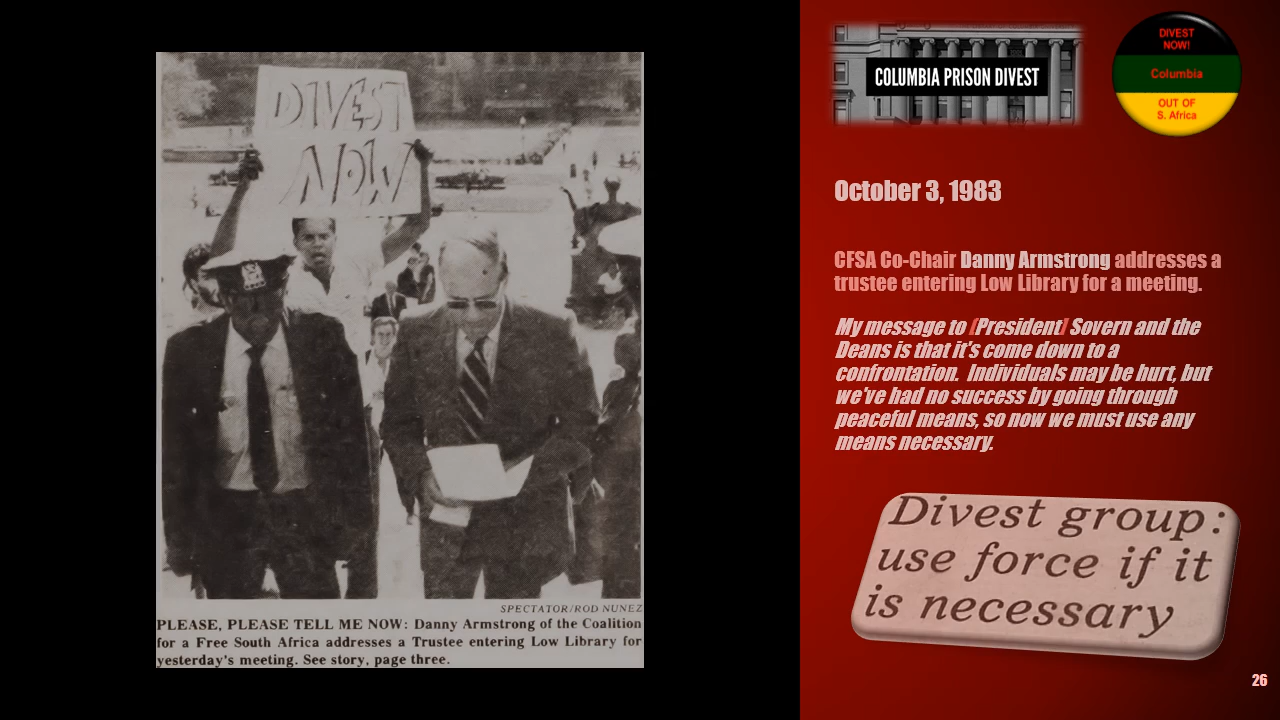 DIVEST
NOW
SPECTATOR/ROD NUNEZ
PLEASE, PLEASE TELL ME NOW: Danny Armstrong of the Coalition
for a Free South Africa addresses a Trustee entering Low Library for
yesterday's meeting. See story, page three.
COLUMBIA PRISON DIVEST
DIVEST
NOW!
Columbia
OUT OF
S. Africa
October 3, 1983
CFSA Co-Chair Danny Armstrong addresses a
trustee entering Low Library for a meeting.
My message to (President) Sovern and the
Deans is that it's come down to a
confrontation.  Individuals may be hurt, but
we've had no success by going through
peaceful means, so now we must use any
means necessary.
Divest group:
use force if it
is necessary
26